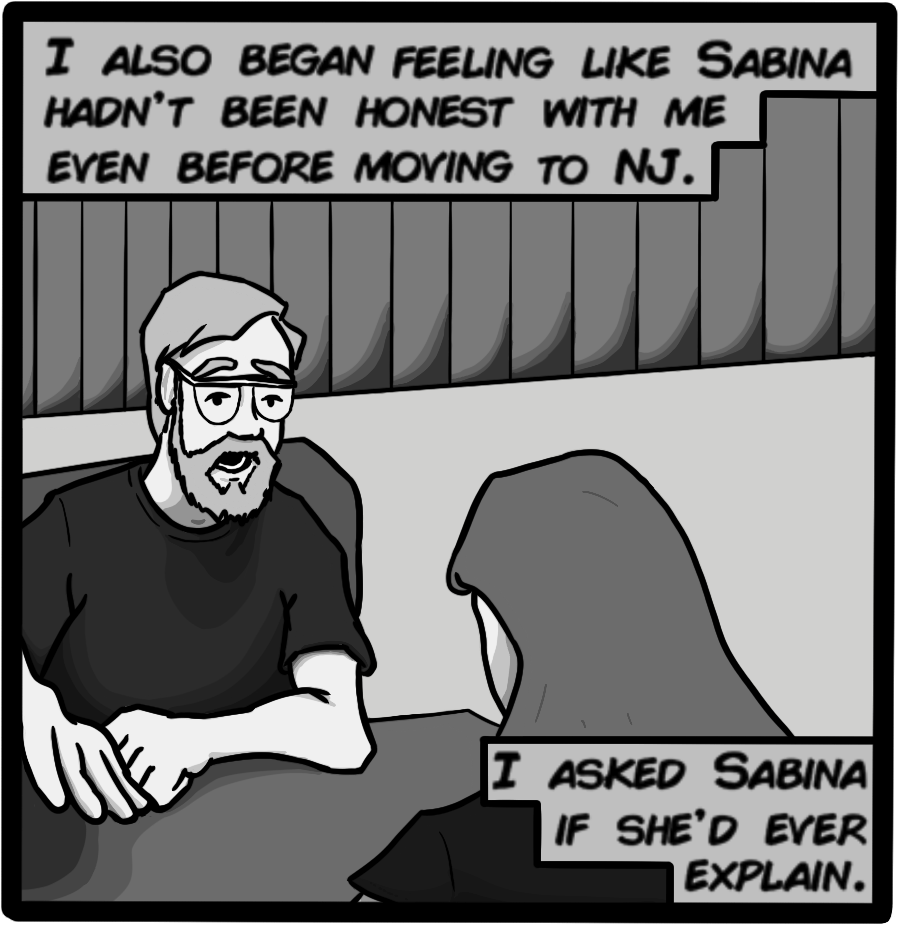 I ALSO BEGAN FEELING LIKE SABINA
HADN'T BEEN HONEST WITH ME
EVEN BEFORE MOVING TO NJ.
I ASKED SABINA
IF SHE'D EVER
EXPLAIN.